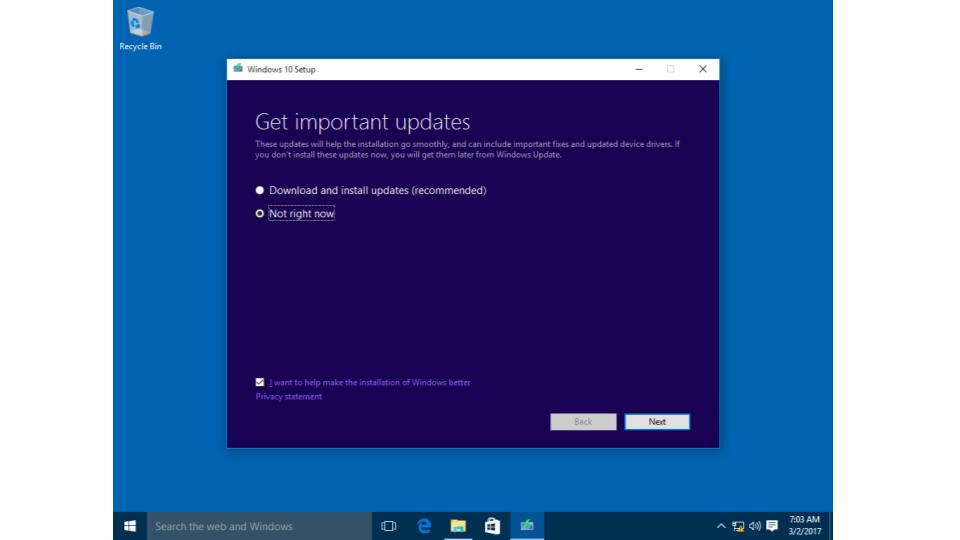 Recycle Bin
Windows 10 Setup
Get important updates
These updates will help the installation go smoothly, and can include important fixes and updated device drivers. If
you don't install these updates now, you will get them later from Windows Update.
Download and install updates (recommended)
Not right now
I want to help make the installation of Windows better
Privacy statement
Back
Next
Search the web and Windows
7:03 AM
3/2/2017